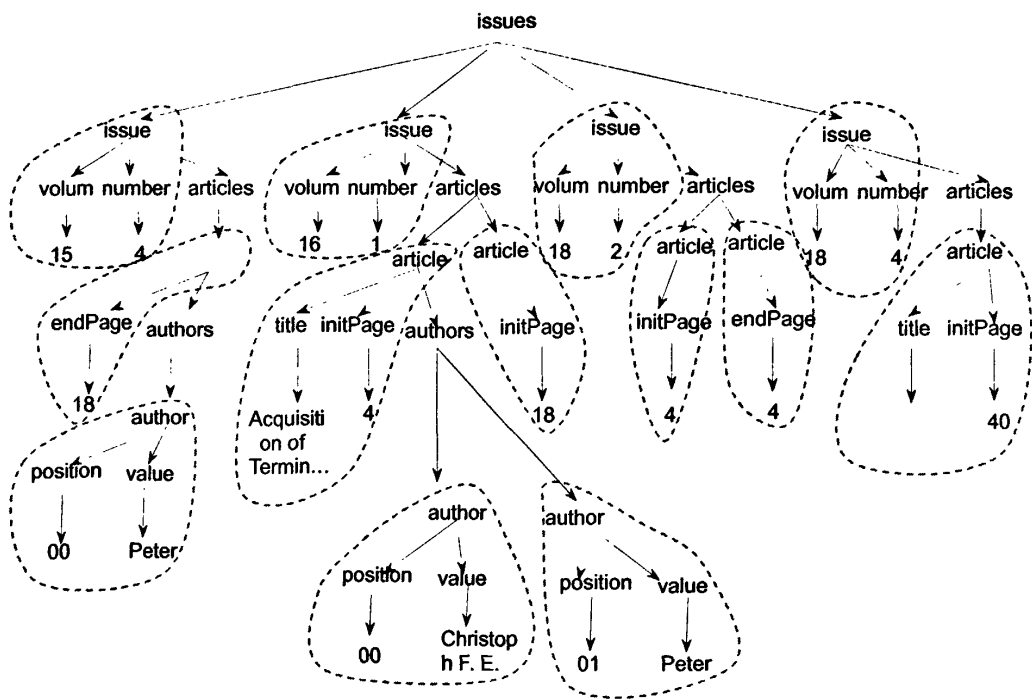 issues
issue issue issue issue
volum number articles volum number articles volum number articles volum number articles
15 4 16 1 18 2 18 4
article article article article article
endPage authors title initPage authors initPage initPage endPage title initPage
18 Acquisiti 4 18 4 4 40
on of
Termin...
author
position value
00 Peter
author author
position value position value
00 Christop 01 Peter
h F. E.